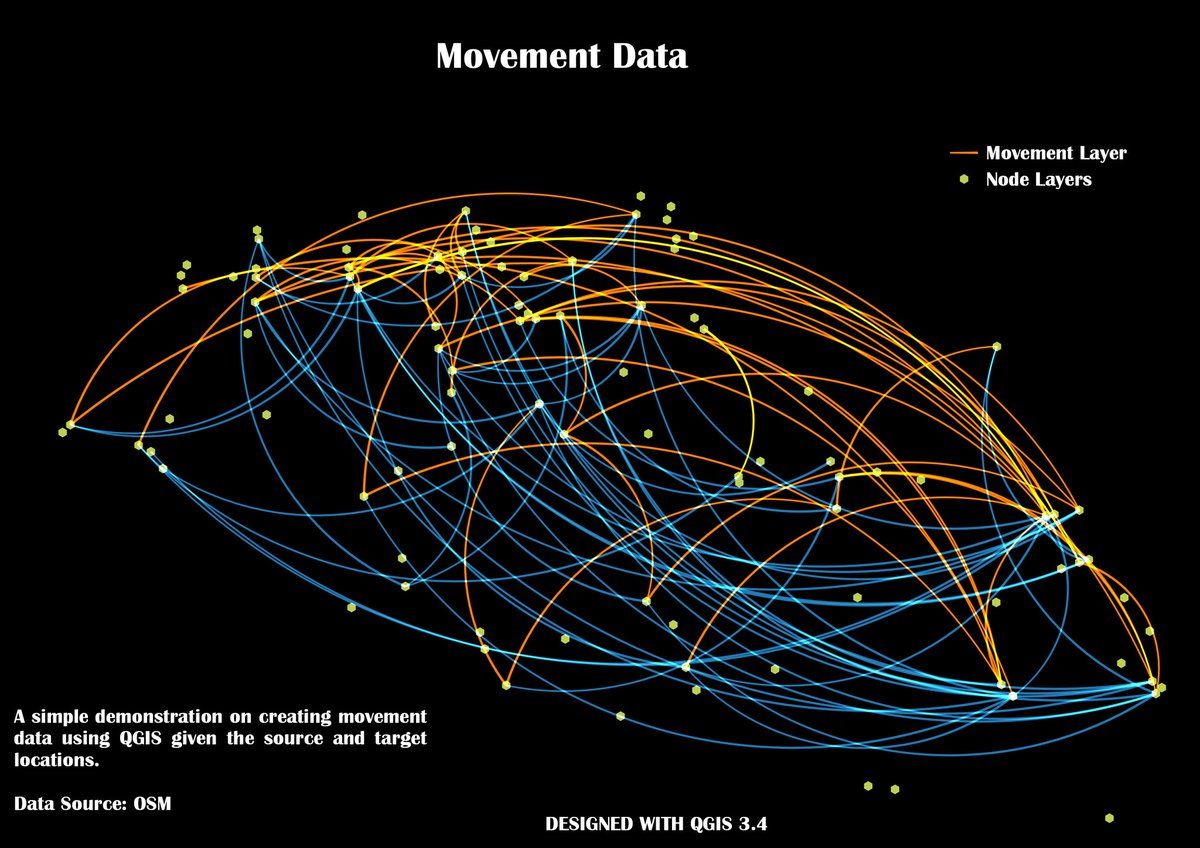 Movement Data
Movement Layer
Node Layers
A simple demonstration on creating movement
data using QGIS given the source and target
locations.
Data Source: OSM
DESIGNED WITH QGIS 3.4